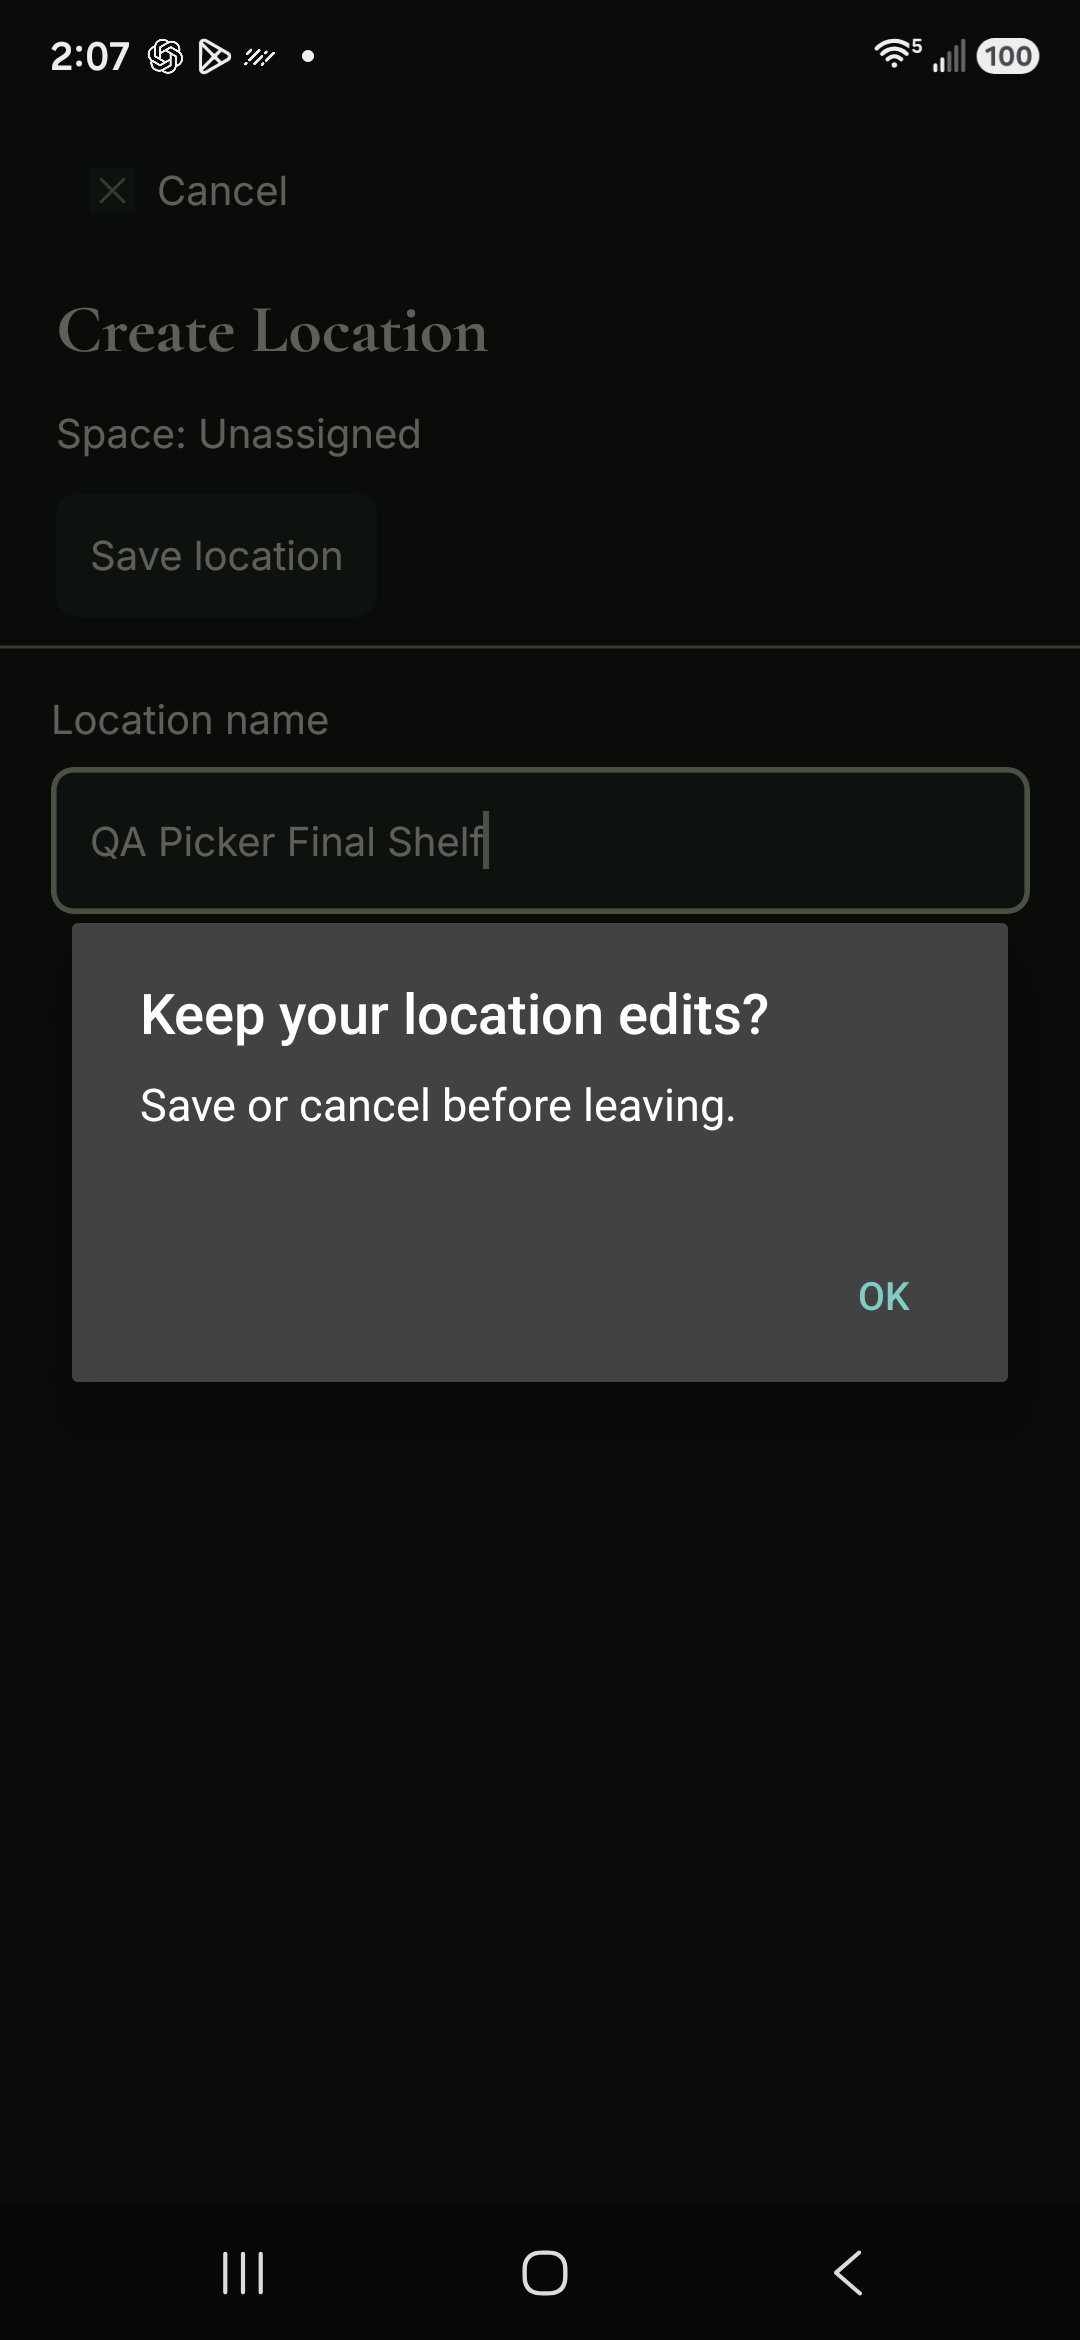 2:07
5
100
Cancel
Create Location
Space: Unassigned
Save location
Location name
QA Picker Final Shelf
Keep your location edits?
Save or cancel before leaving.
OK